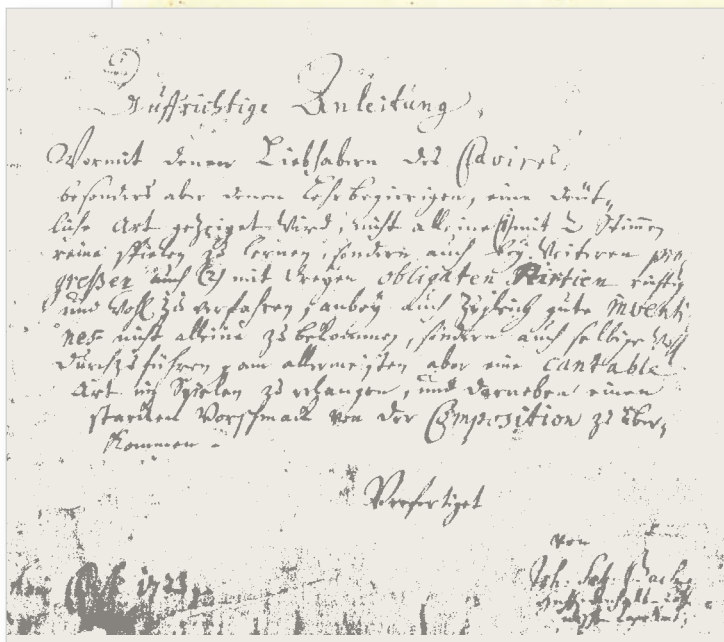 Auffrichtige Anleitung,
Wormit denen Liebhabern des Clavires,
besonders aber denen Lehrbegierigen, eine deüt-
liche Art gezeiget wird, nicht alleine (1) mit 2 Stimmen
reine spielen zu lernen, sondern auch bey weiteren pro-
greßen auch (2) mit dreyen obligaten Partien richtig
und wohl zu verfahren, anbey auch zugleich gute inventi-
nes nicht alleine zu bekommen, sondern auch selbige wohl
durchzuführen, am allermeisten aber eine cantable
Art im Spielen zu erlangen, und darneben einen
starcken Vorschmack von der Composition zu über-
kommen.
Verfertiget
von
Joh. Seb. Bach
1723